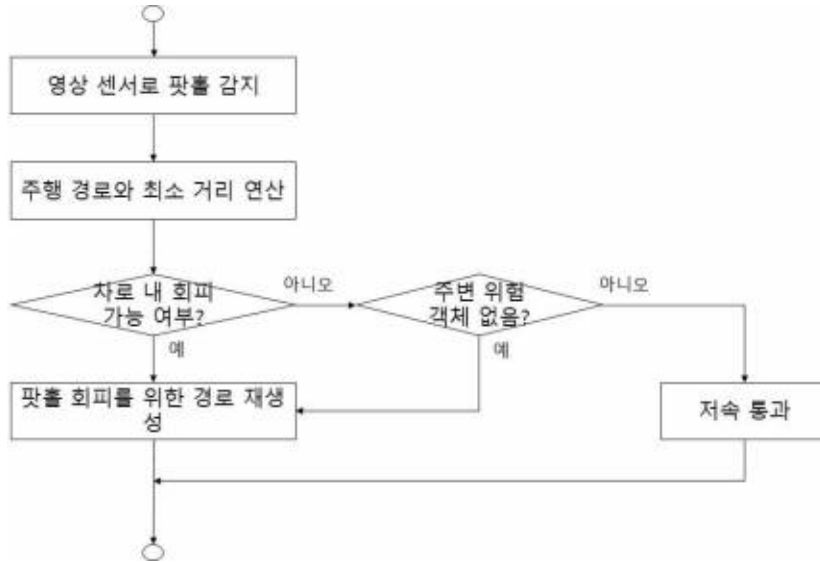 영상 센서로 팟홀 감지
주행 경로와 최소 거리 연산
차로 내 회피
가능 여부?
아니오
주변 위험
객체 없음?
아니오
예
예
팟홀 회피를 위한 경로 재생
성
저속 통과